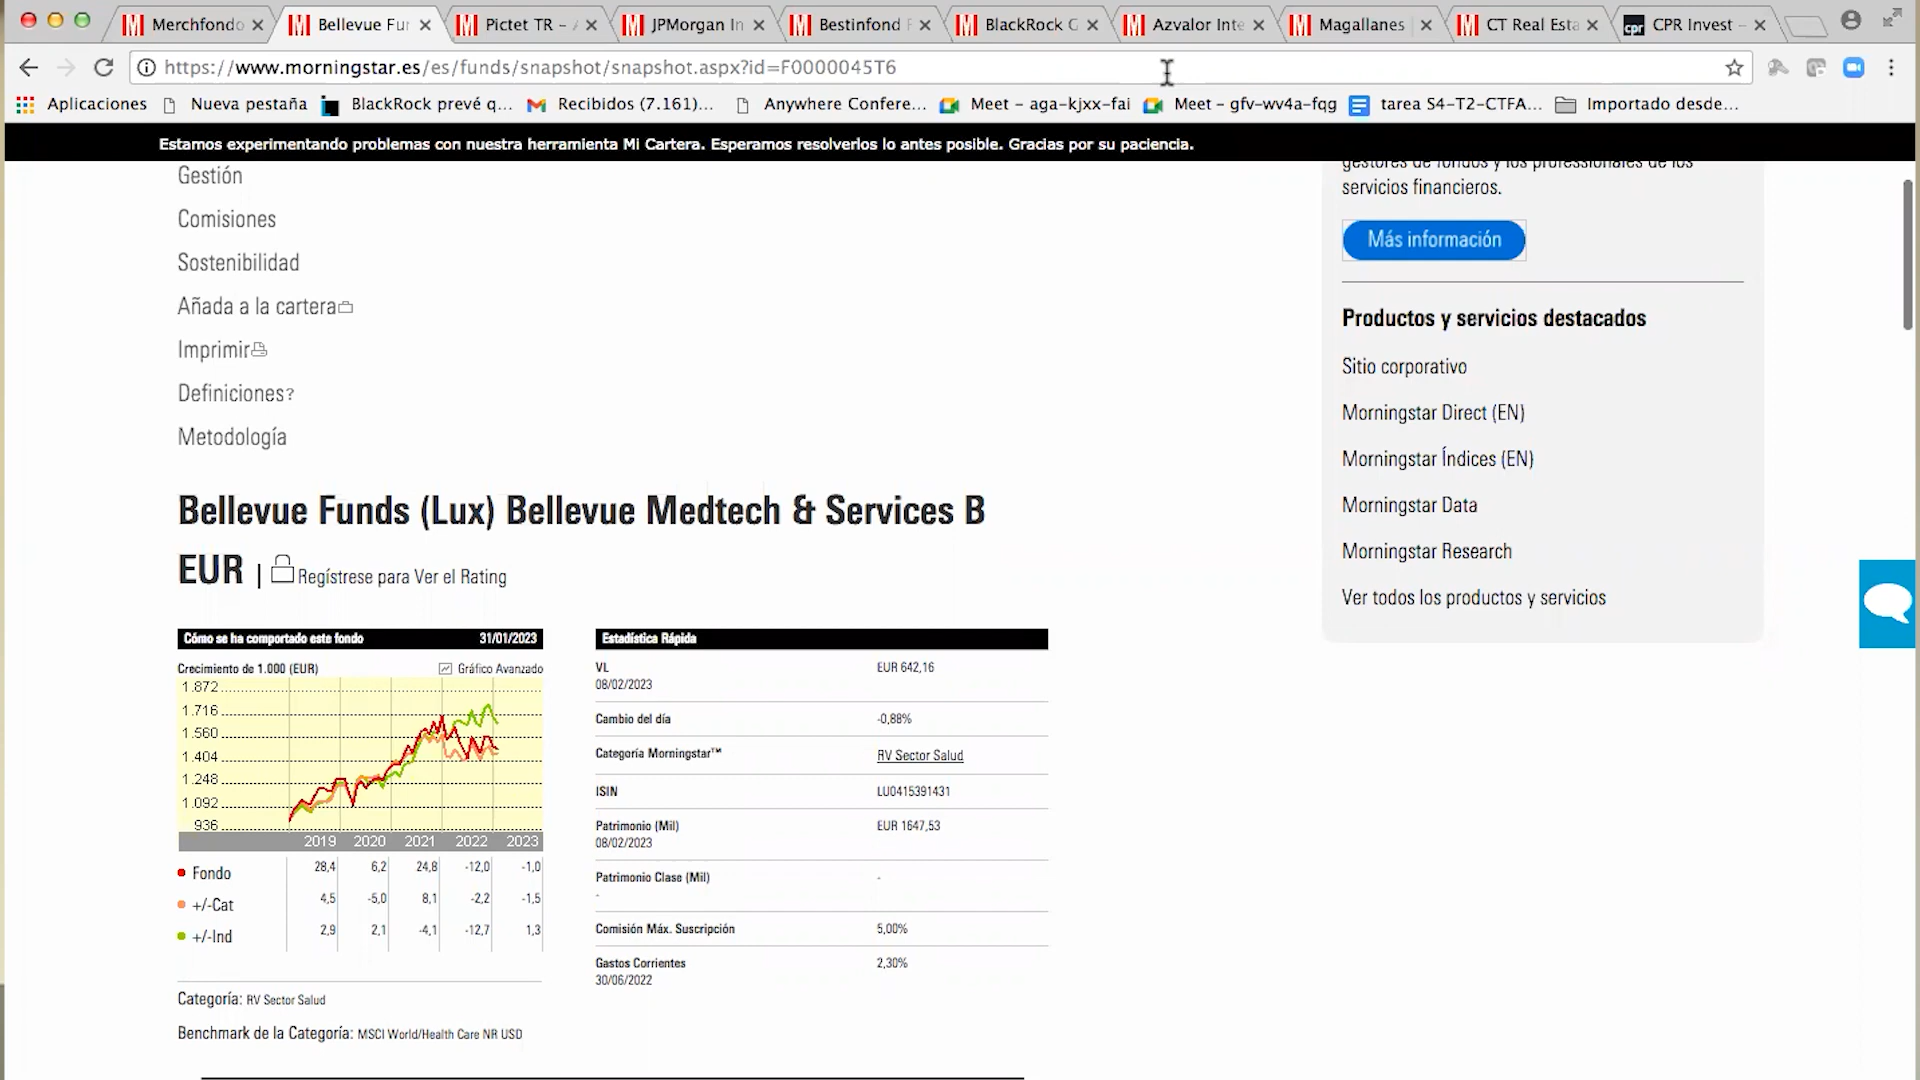 Merchfondo
Bellevue Fu
Pictet TR –
JPMorgan In
Bestinfond
BlackRock
Azvalor Inte
Magallanes
CT Real Esta
cpr
CPR Invest –
https://www.morningstar.es/es/funds/snapshot/snapshot.aspx?id=F0000045T6
Aplicaciones
Nueva pestaña
BlackRock prevé q...
Recibidos (7.161)...
Anywhere Confere...
Meet – aga-kjxx-fai
Meet – gfv-wv4a-fqg
tarea S4-T2-CTFA...
Importado desde...
Estamos experimentando problemas con nuestra herramienta Mi Cartera. Esperamos resolverlos lo antes posible. Gracias por su paciencia.
Gestión
Comisiones
Sostenibilidad
Añada a la cartera
Imprimir
Definiciones?
Metodología
gestores de fondos y los profesionales de los
servicios financieros.
Más información
Productos y servicios destacados
Sitio corporativo
Morningstar Direct (EN)
Morningstar Índices (EN)
Morningstar Data
Morningstar Research
Ver todos los productos y servicios
Bellevue Funds (Lux) Bellevue Medtech & Services B
EUR | Regístrese para Ver el Rating
Cómo se ha comportado este fondo 31/01/2023
Crecimiento de 1.000 (EUR) Gráfico Avanzado
1.872
1.716
1.560
1.404
1.248
1.092
936
2019 2020 2021 2022 2023
Fondo 28,4 6,2 24,8 -12,0 -1,0
+/-Cat 4,5 -5,0 8,1 -2,2 -1,5
+/-Ind 2,9 2,1 -4,1 -12,7 1,3
Categoría: RV Sector Salud
Benchmark de la Categoría: MSCI World/Health Care NR USD
Estadística Rápida
VL EUR 642,16
08/02/2023
Cambio del día -0,88%
Categoría Morningstar™ RV Sector Salud
ISIN LU0415391431
Patrimonio (Mil) EUR 1647,53
08/02/2023
Patrimonio Clase (Mil) -
-
Comisión Máx. Suscripción 5,00%
Gastos Corrientes 2,30%
30/06/2022